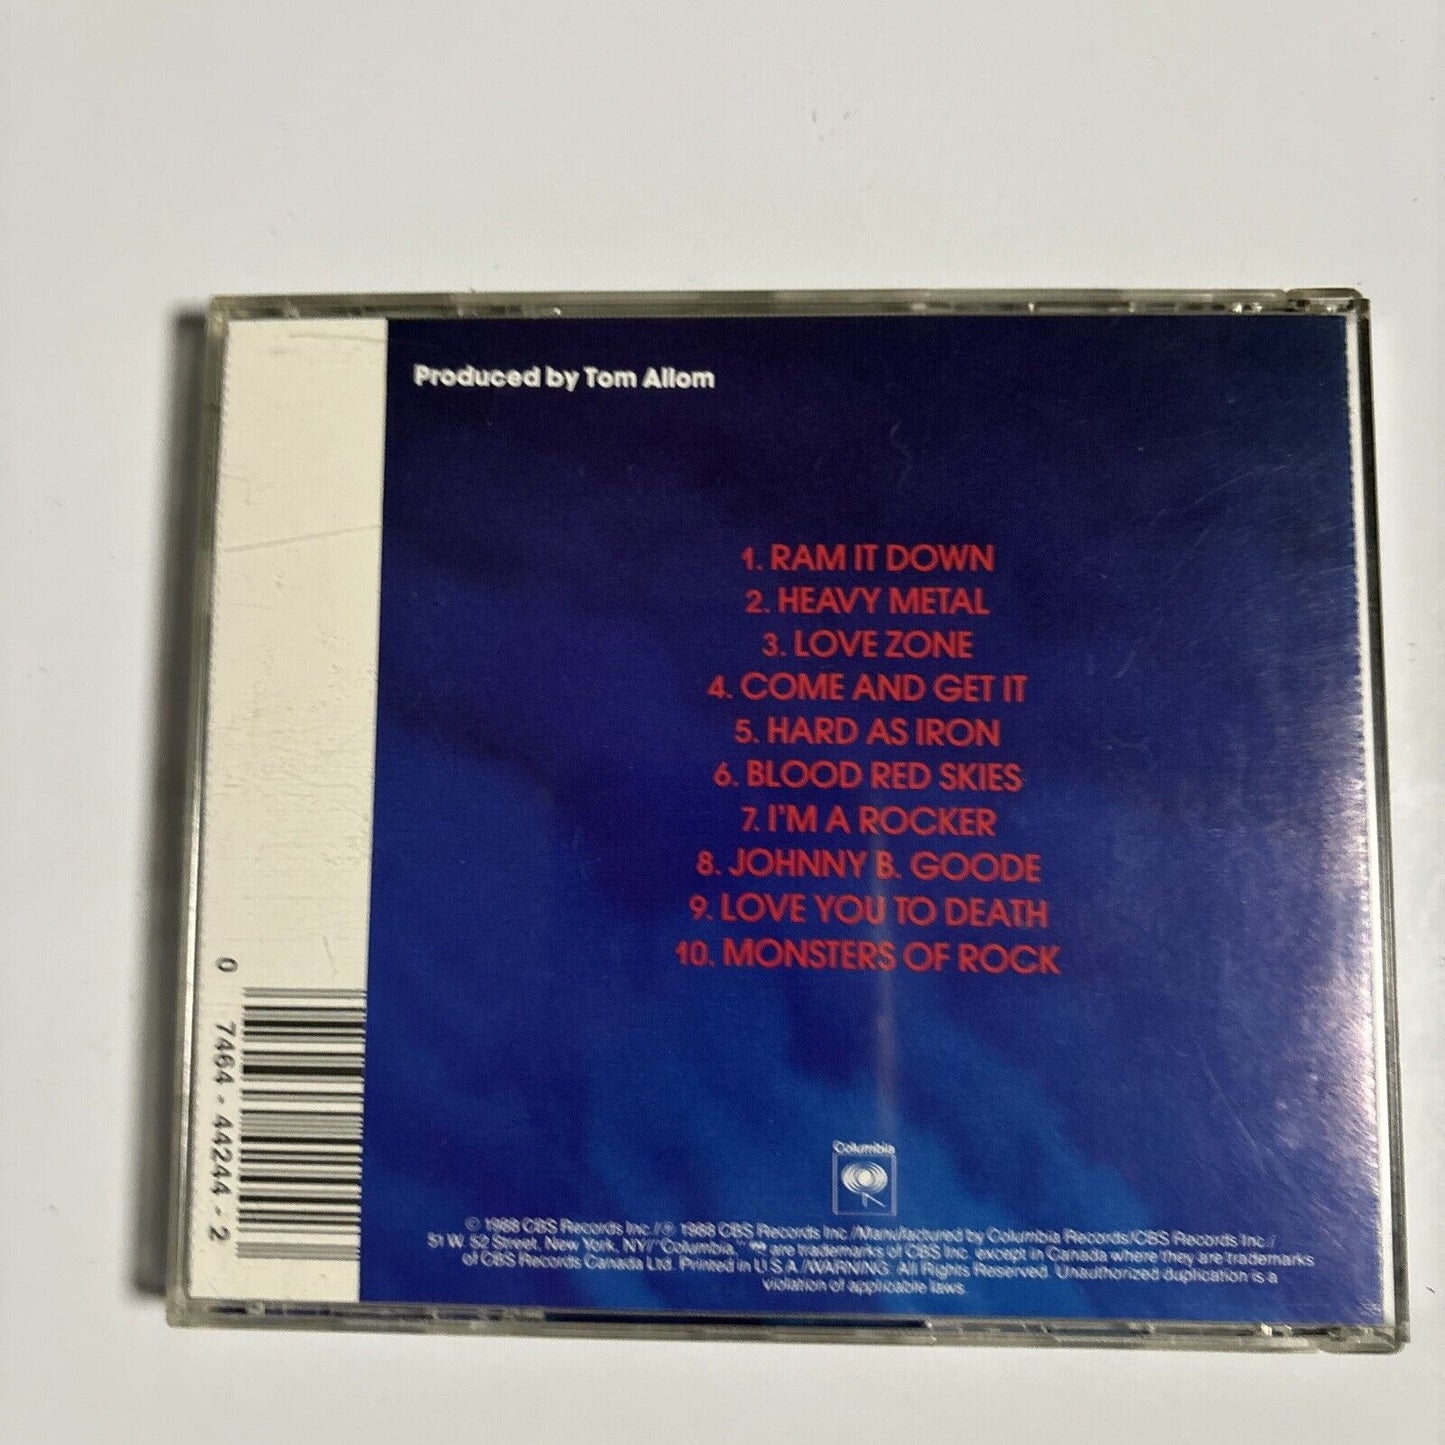 Produced by Tom Allom
1. RAM IT DOWN
2. HEAVY METAL
3. LOVE ZONE
4. COME AND GET IT
5. HARD AS IRON
6. BLOOD RED SKIES
7. I'M A ROCKER
8. JOHNNY B. GOODE
9. LOVE YOU TO DEATH
10. MONSTERS OF ROCK
0 7464-44244-2
Columbia
© 1988 CBS Records Inc./℗ 1988 CBS Records Inc./Manufactured by Columbia Records/CBS Records Inc./
51 W. 52 Street, New York, NY/"Columbia," are trademarks of CBS Inc. except in Canada where they are trademarks
of CBS Records Canada Ltd. Printed in U.S.A./WARNING: All Rights Reserved. Unauthorized duplication is a
violation of applicable laws.